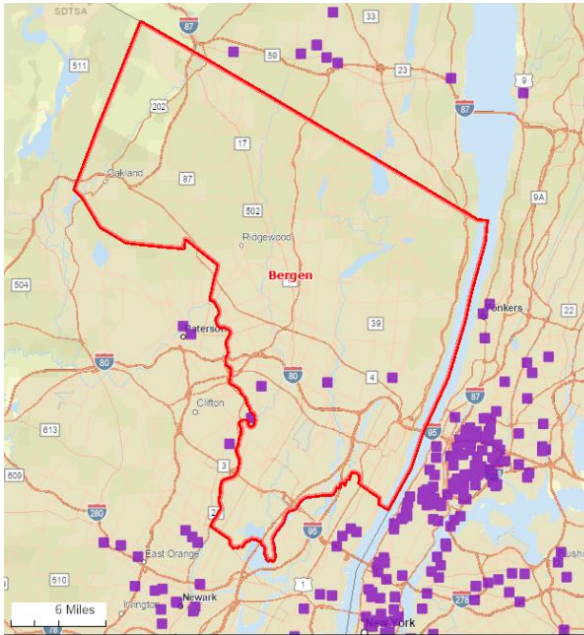 SDTSA
33
87
59
511
23
9
202
87
17
Oakland
87
9A
502
Ridgewood
Bergen
504
22
39
Paterson
80
80
4
87
Clifton
95
613
3
609
280
95
East Orange
510
1
6 Miles
Irvington
Newark
278
78
New York